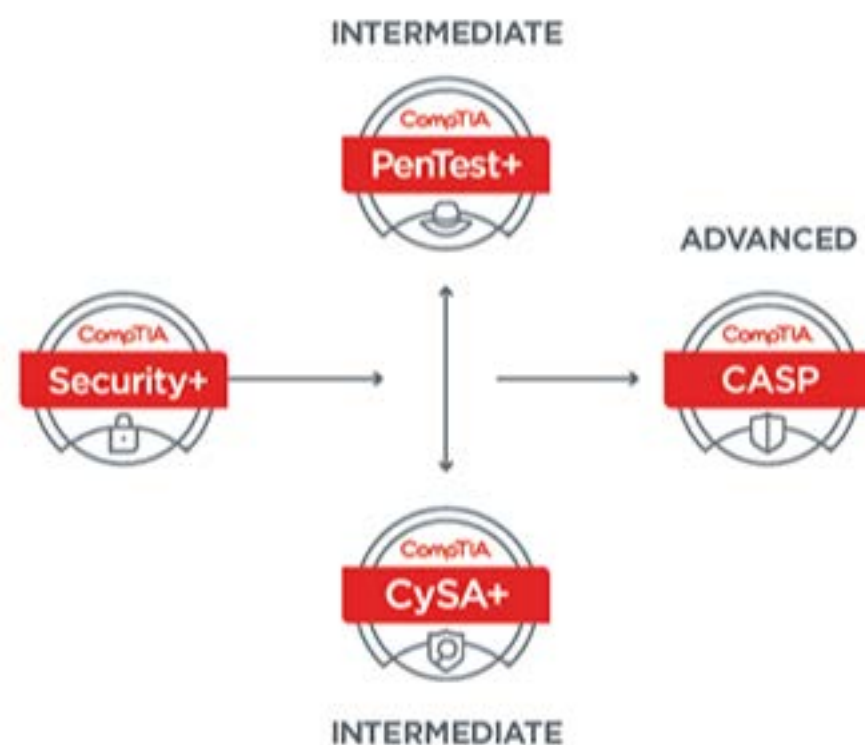 INTERMEDIATE
CompTIA
PenTest+
ADVANCED
CompTIA
Security+
CompTIA
CASP
CompTIA
CySA+
INTERMEDIATE